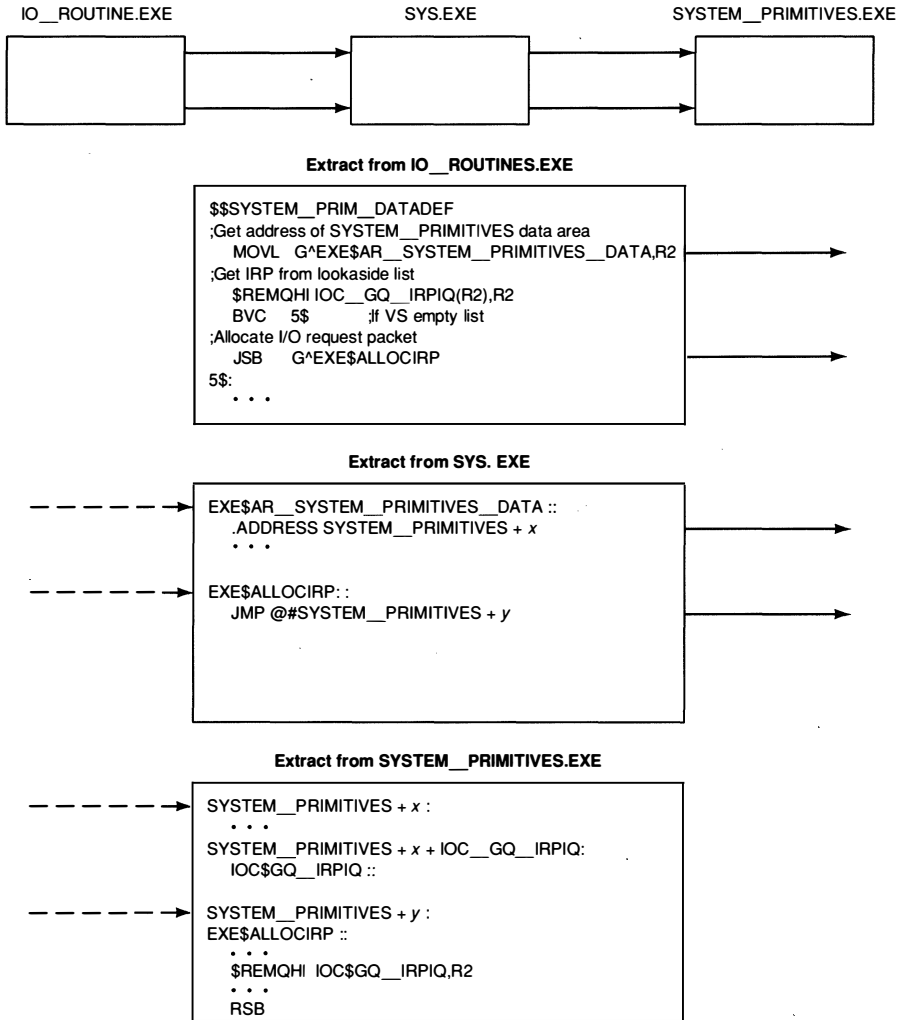 IO__ROUTINE.EXE SYS.EXE SYSTEM__PRIMITIVES.EXE
Extract from IO__ROUTINES.EXE
$$SYSTEM__PRIM__DATADEF
;Get address of SYSTEM__PRIMITIVES data area
MOVL G^EXE$AR__SYSTEM__PRIMITIVES__DATA,R2
;Get IRP from lookaside list
$REMQHI IOC__GQ__IRPIQ(R2),R2
BVC 5$ ;If VS empty list
;Allocate I/O request packet
JSB G^EXE$ALLOCIRP
5$:
• • •
Extract from SYS. EXE
EXE$AR__SYSTEM__PRIMITIVES__DATA ::
.ADDRESS SYSTEM__PRIMITIVES + x
• • •
EXE$ALLOCIRP: :
JMP @#SYSTEM__PRIMITIVES + y
Extract from SYSTEM__PRIMITIVES.EXE
SYSTEM__PRIMITIVES + x :
• • •
SYSTEM__PRIMITIVES + x + IOC__GQ__IRPIQ:
IOC$GQ__IRPIQ ::
SYSTEM__PRIMITIVES + y :
EXE$ALLOCIRP ::
• • •
$REMQHI IOC$GQ__IRPIQ,R2
• • •
RSB